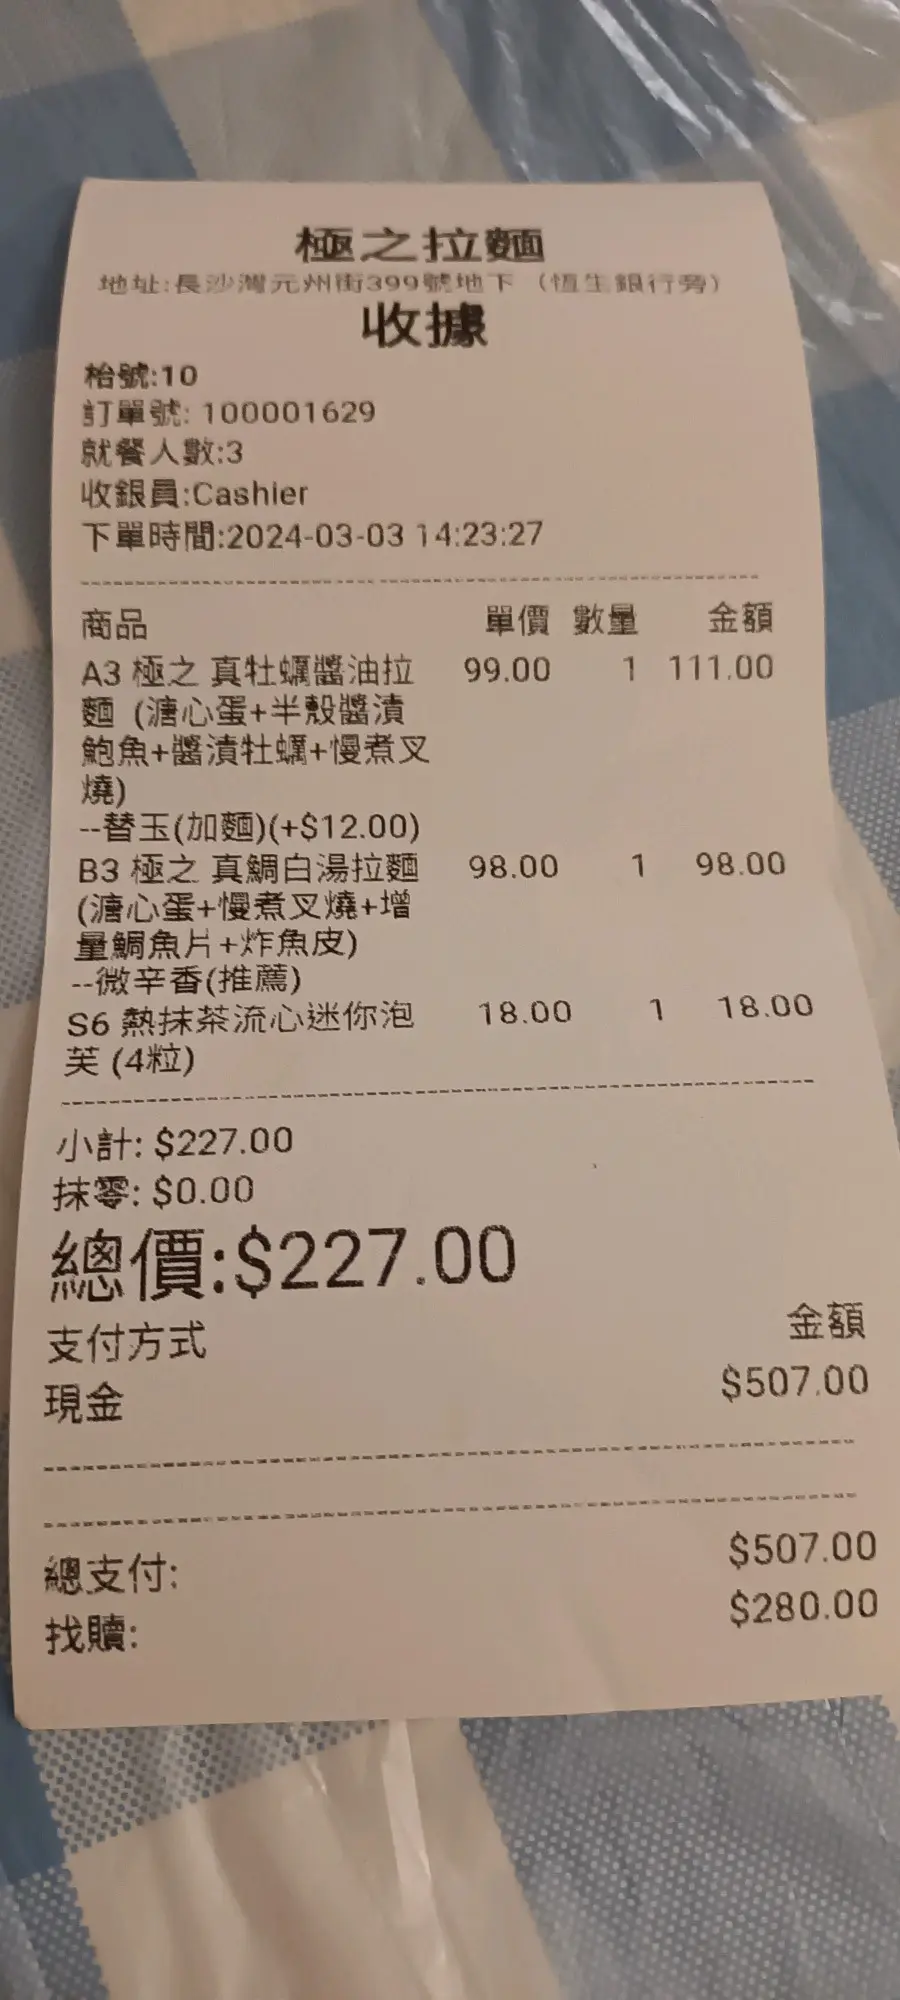 極之拉麵
地址:長沙灣元州街399號地下（恆生銀行旁）
收據
枱號:10
訂單號: 100001629
就餐人數:3
收銀員:Cashier
下單時間:2024-03-03 14:23:27
商品 單價 數量 金額
A3 極之 真牡蠣醬油拉 99.00 1 111.00
麵 (溏心蛋+半殼醬漬
鮑魚+醬漬牡蠣+慢煮叉
燒)
--替玉(加麵)(+$12.00)
B3 極之 真鯛白湯拉麵 98.00 1 98.00
(溏心蛋+慢煮叉燒+增
量鯛魚片+炸魚皮)
--微辛香(推薦)
S6 熱抹茶流心迷你泡 18.00 1 18.00
芙 (4粒)
小計: $227.00
抹零: $0.00
總價:$227.00
支付方式 金額
現金 $507.00
總支付: $507.00
找贖: $280.00